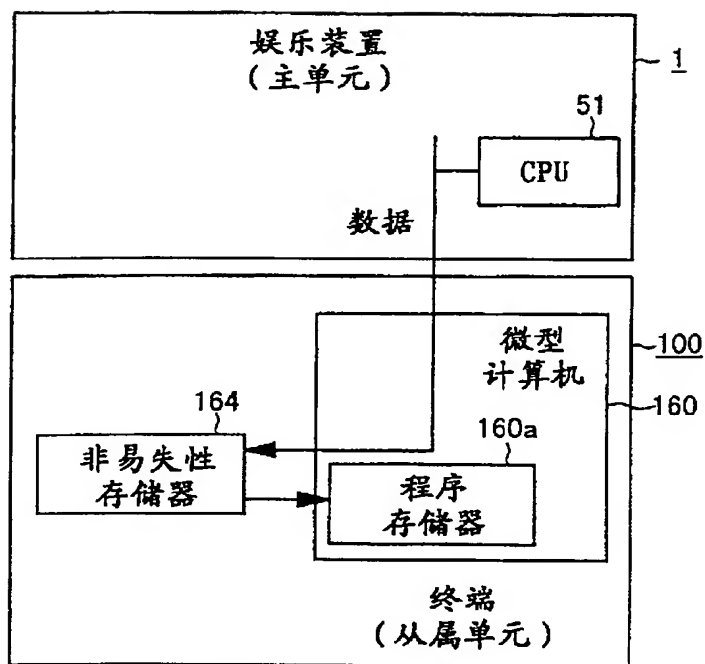 娱乐装置
(主单元)
1
51
CPU
数据
微型
计算机
100
160
164
160a
非易失性
存储器
程序
存储器
终端
(从属单元)